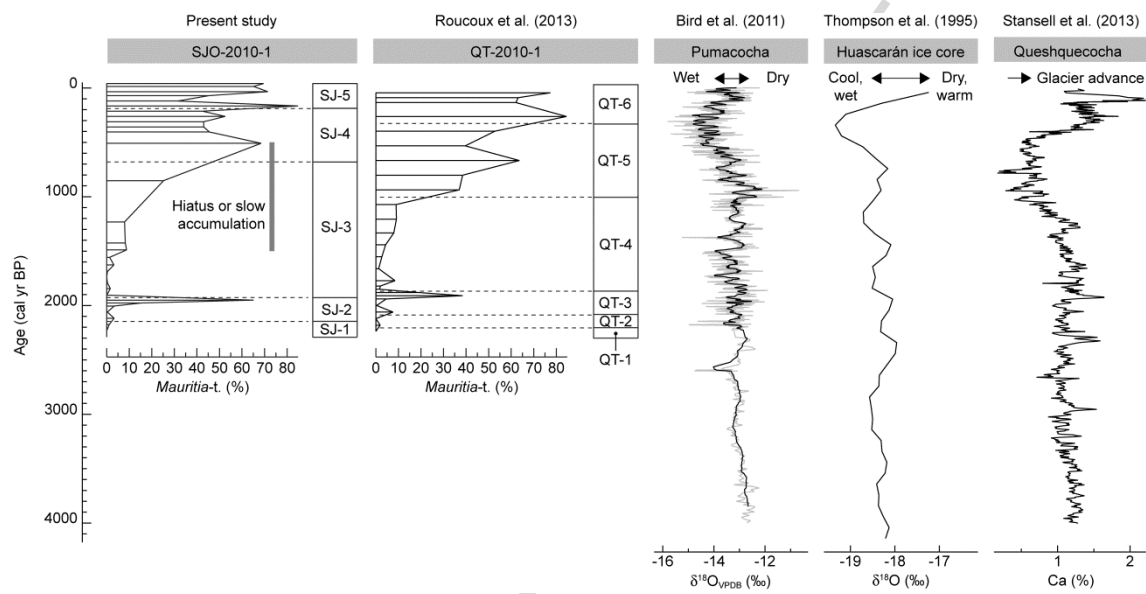 Present study
Roucoux et al. (2013)
Bird et al. (2011)
Thompson et al. (1995)
Stansell et al. (2013)
SJO-2010-1
QT-2010-1
Pumacocha
Huascarán ice core
Queshquecocha
Wet
Dry
Cool, wet
Dry, warm
Glacier advance
0
1000
2000
3000
4000
Age (cal yr BP)
SJ-5
SJ-4
SJ-3
SJ-2
SJ-1
Hiatus or slow
accumulation
0 10 20 30 40 50 60 70 80
Mauritia-t. (%)
QT-6
QT-5
QT-4
QT-3
QT-2
QT-1
0 10 20 30 40 50 60 70 80
Mauritia-t. (%)
-16 -14 -12
δ¹⁸OVPDB (‰)
-19 -18 -17
δ¹⁸O (‰)
1 2
Ca (%)